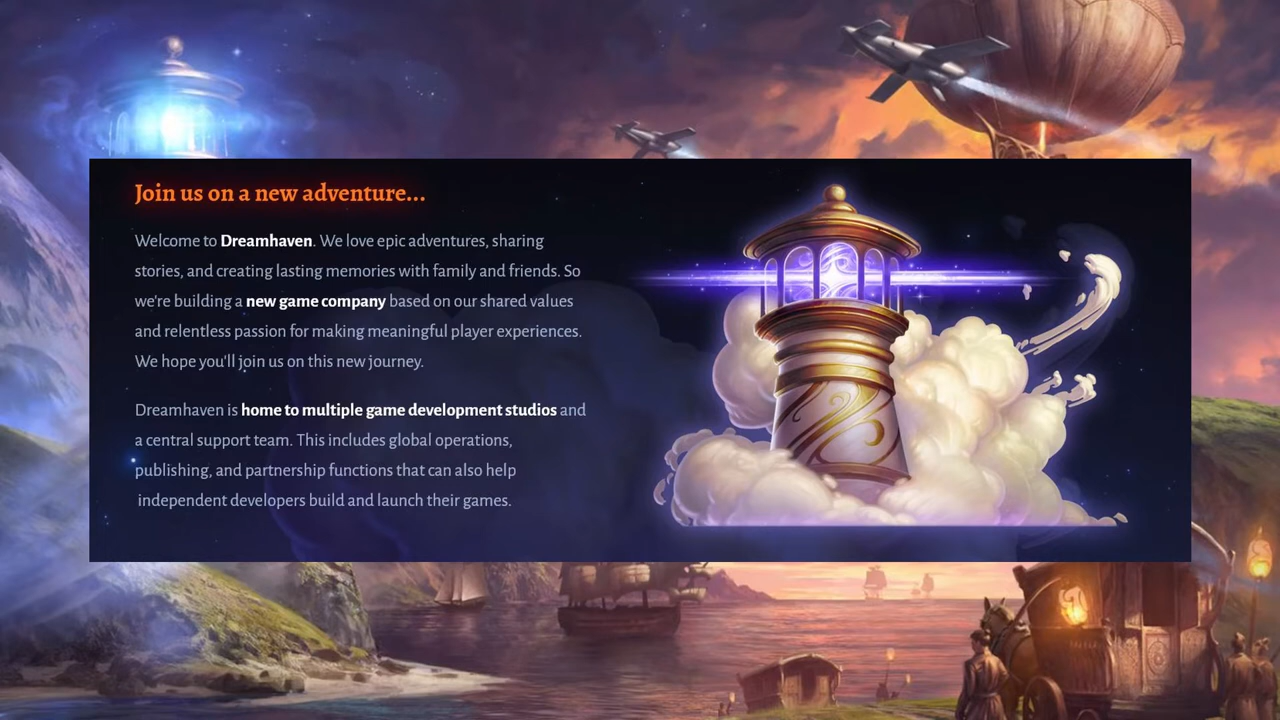 Join us on a new adventure...
Welcome to Dreamhaven. We love epic adventures, sharing
stories, and creating lasting memories with family and friends. So
we're building a new game company based on our shared values
and relentless passion for making meaningful player experiences.
We hope you'll join us on this new journey.
Dreamhaven is home to multiple game development studios and
a central support team. This includes global operations,
publishing, and partnership functions that can also help
independent developers build and launch their games.